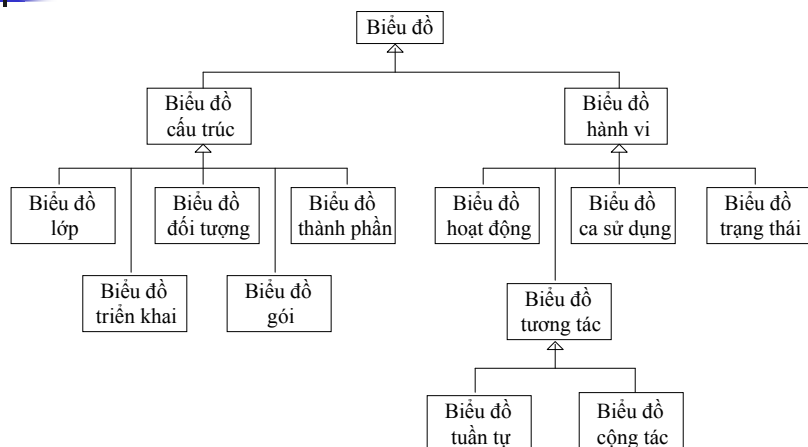 Biểu đồ
Biểu đồ
cấu trúc
Biểu đồ
hành vi
Biểu đồ
lớp
Biểu đồ
đối tượng
Biểu đồ
thành phần
Biểu đồ
hoạt động
Biểu đồ
ca sử dụng
Biểu đồ
trạng thái
Biểu đồ
triển khai
Biểu đồ
gói
Biểu đồ
tương tác
Biểu đồ
tuần tự
Biểu đồ
cộng tác